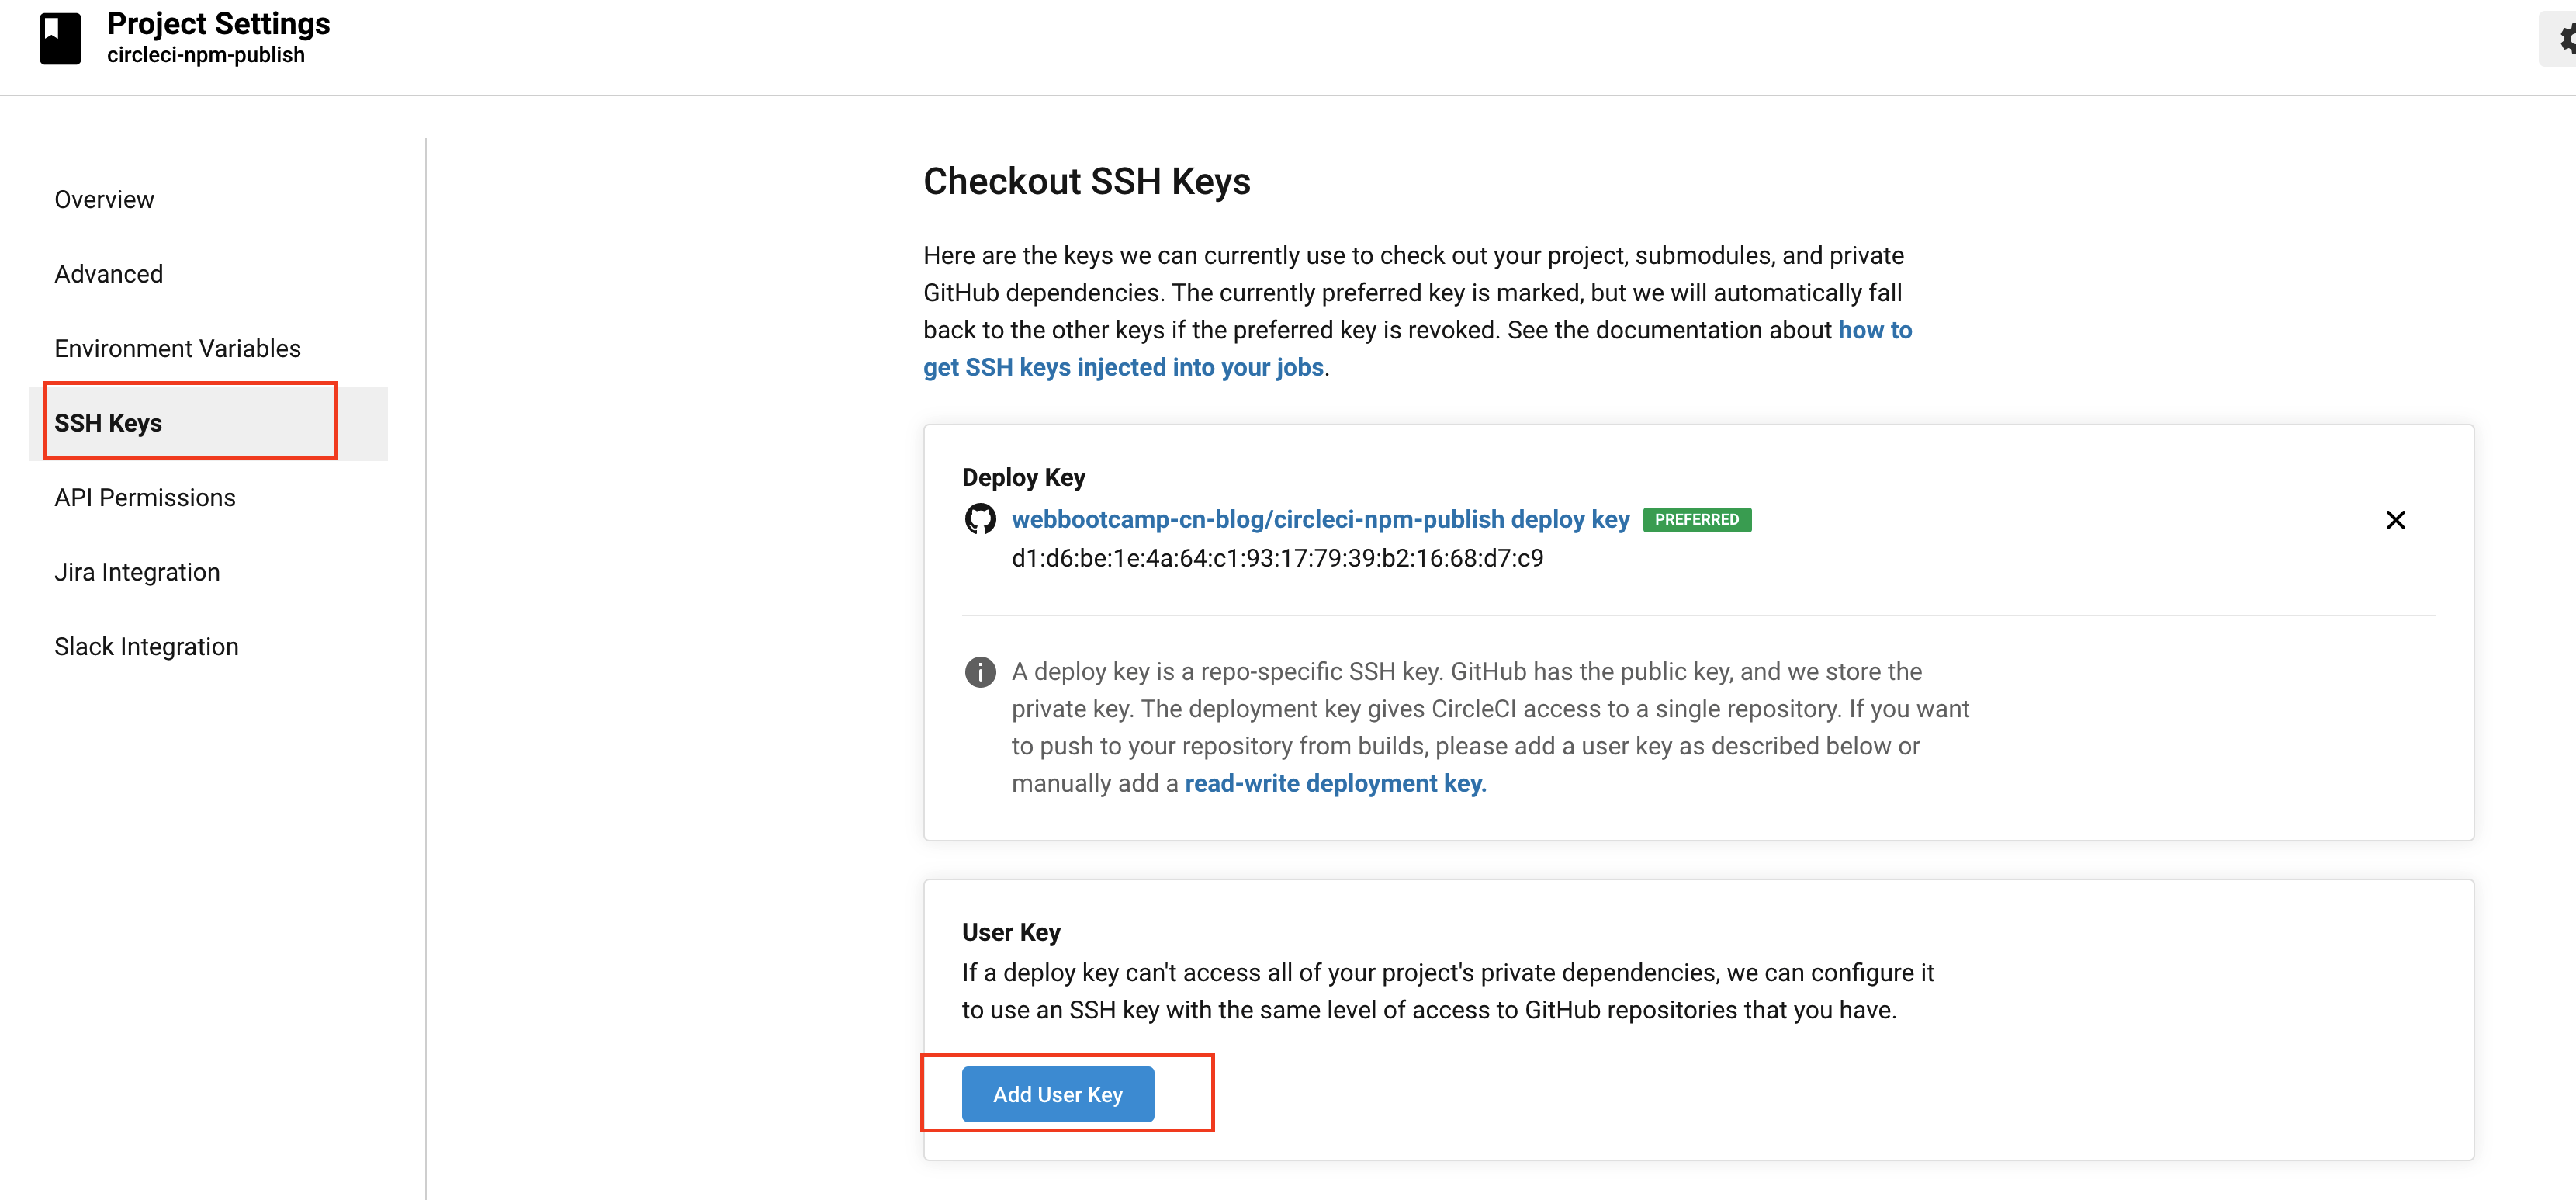 Project Settings
circleci-npm-publish
Overview
Advanced
Environment Variables
SSH Keys
API Permissions
Jira Integration
Slack Integration
Checkout SSH Keys
Here are the keys we can currently use to check out your project, submodules, and private
GitHub dependencies. The currently preferred key is marked, but we will automatically fall
back to the other keys if the preferred key is revoked. See the documentation about how to
get SSH keys injected into your jobs.
Deploy Key
webbootcamp-cn-blog/circleci-npm-publish deploy key PREFERRED
d1:d6:be:1e:4a:64:c1:93:17:79:39:b2:16:68:d7:c9
A deploy key is a repo-specific SSH key. GitHub has the public key, and we store the
private key. The deployment key gives CircleCI access to a single repository. If you want
to push to your repository from builds, please add a user key as described below or
manually add a read-write deployment key.
User Key
If a deploy key can't access all of your project's private dependencies, we can configure it
to use an SSH key with the same level of access to GitHub repositories that you have.
Add User Key